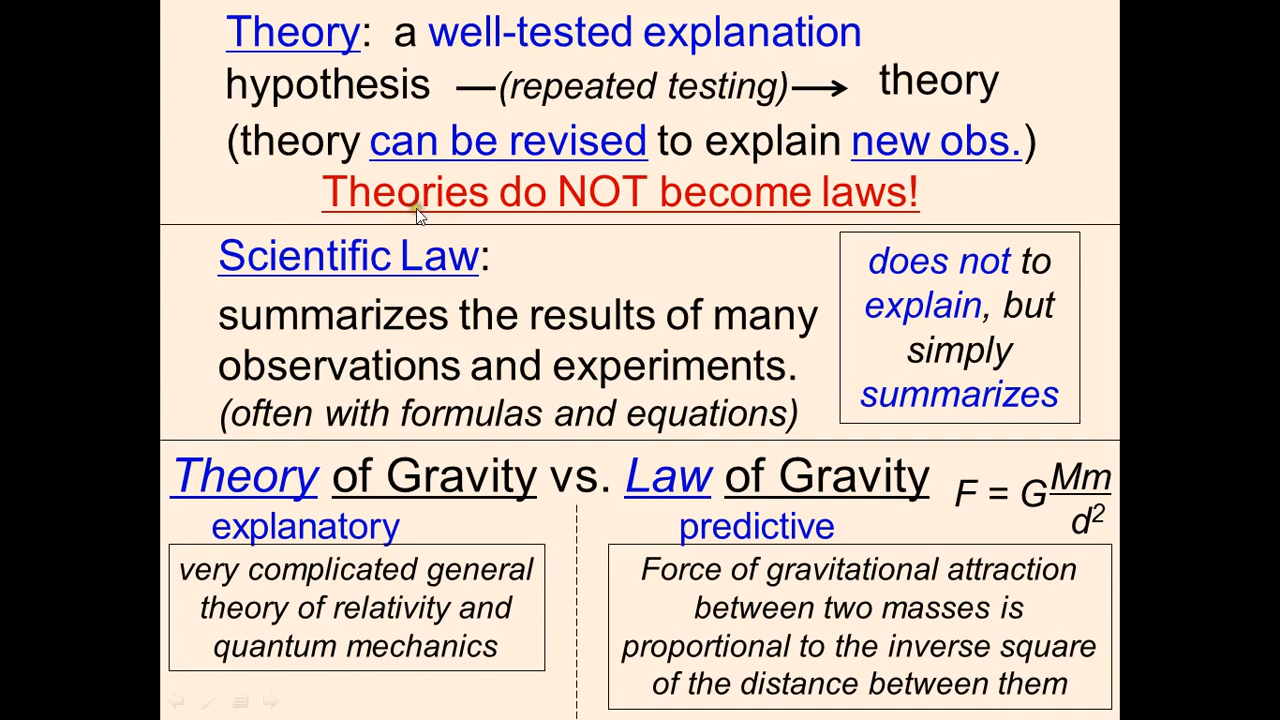 Theory: a well-tested explanation
hypothesis —(repeated testing)→ theory
(theory can be revised to explain new obs.)
Theories do NOT become laws!
Scientific Law:
summarizes the results of many
observations and experiments.
(often with formulas and equations)
does not to
explain, but
simply
summarizes
Theory of Gravity vs. Law of Gravity
F = G Mm/d²
explanatory
very complicated general
theory of relativity and
quantum mechanics
predictive
Force of gravitational attraction
between two masses is
proportional to the inverse square
of the distance between them